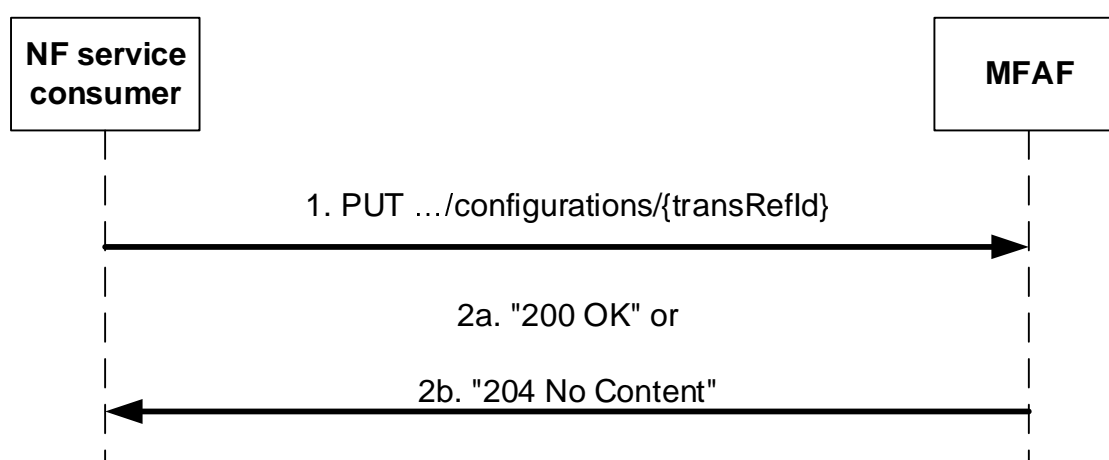 NF service
consumer
MFAF
1. PUT …/configurations/{transRefId}
2a. "200 OK" or
2b. "204 No Content"